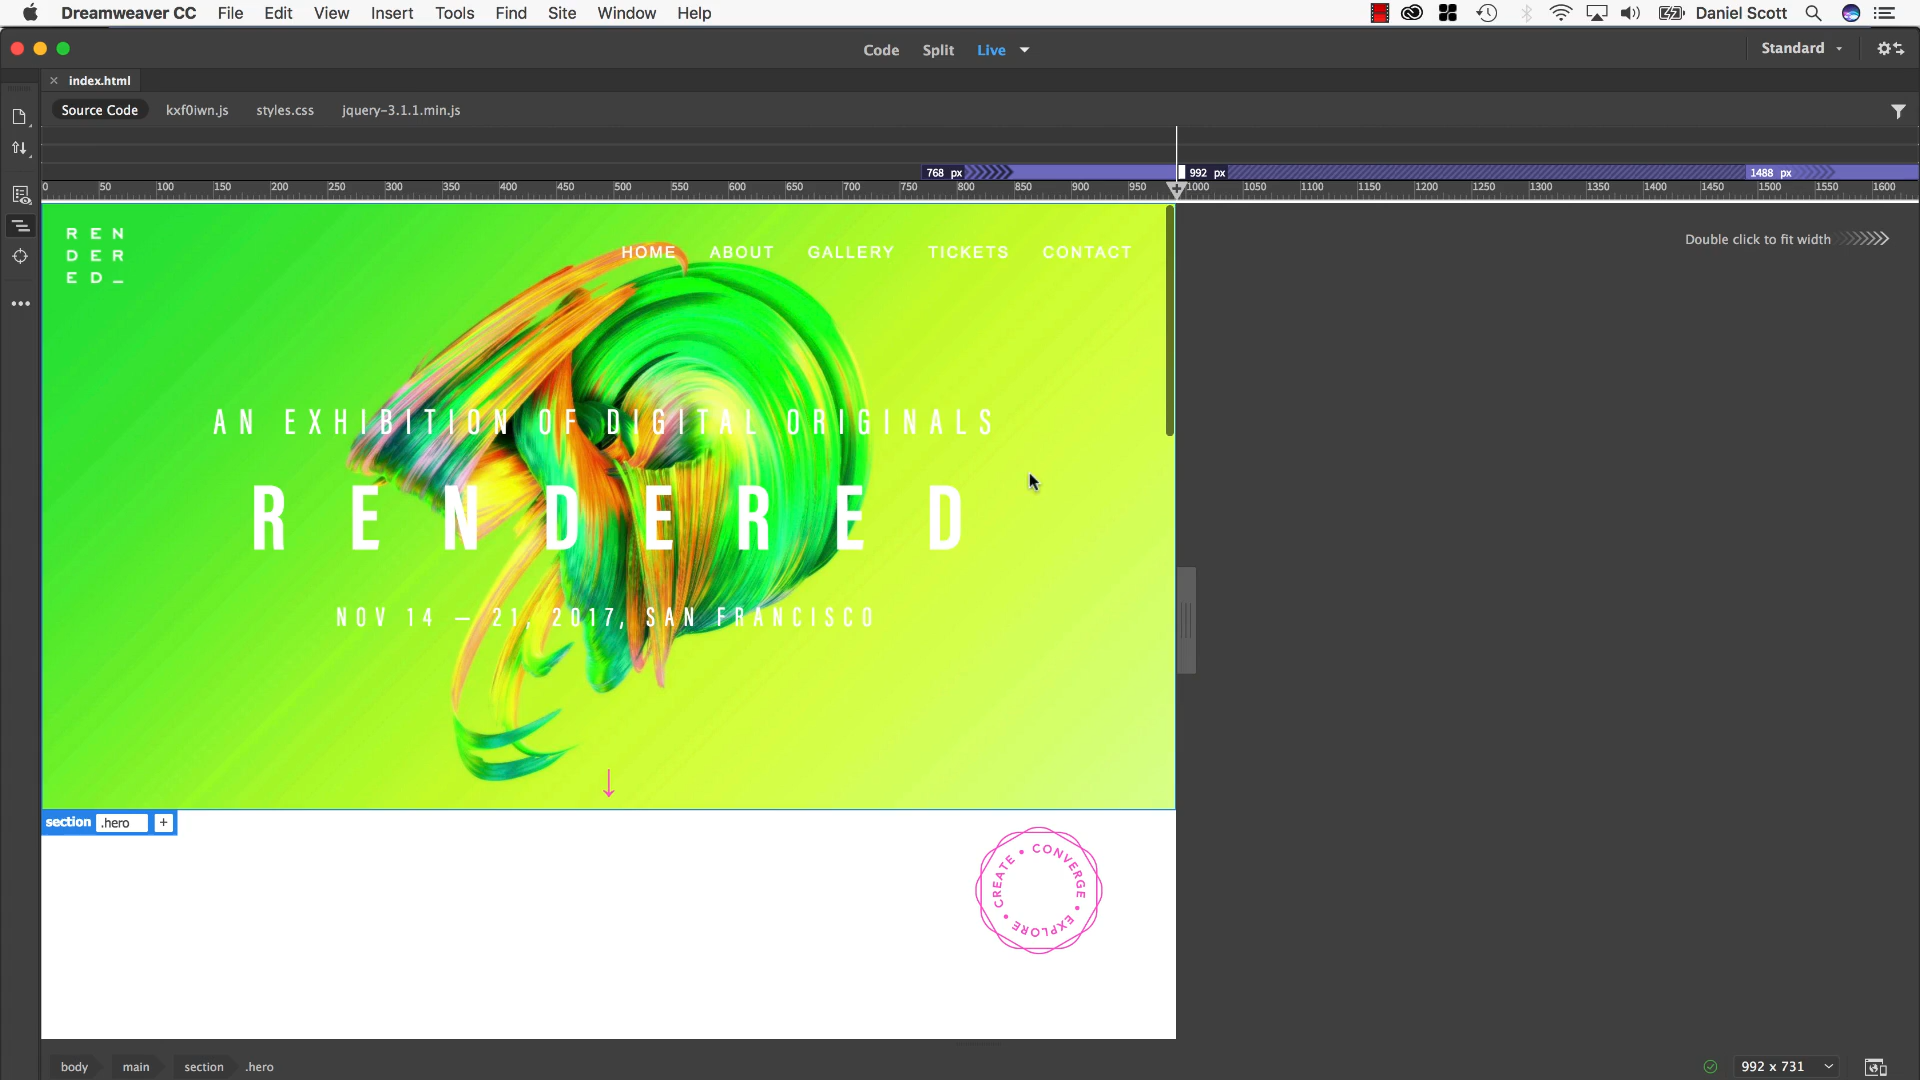 Dreamweaver CC File Edit View Insert Tools Find Site Window Help Daniel Scott
Code Split Live Standard
index.html
Source Code kxf0iwn.js styles.css jquery-3.1.1.min.js
768 px 992 px 1488 px
0 50 100 150 200 250 300 350 400 450 500 550 600 650 700 750 800 850 900 950 1000 1050 1100 1150 1200 1250 1300 1350 1400 1450 1500 1550 1600
Double click to fit width
REN
DER
ED_
HOME ABOUT GALLERY TICKETS CONTACT
AN EXHIBITION OF DIGITAL ORIGINALS
RENDERED
NOV 14 – 21, 2017, SAN FRANCISCO
section .hero +
CREATE • CONVERGE • EXPLORE •
body main section .hero 992 x 731